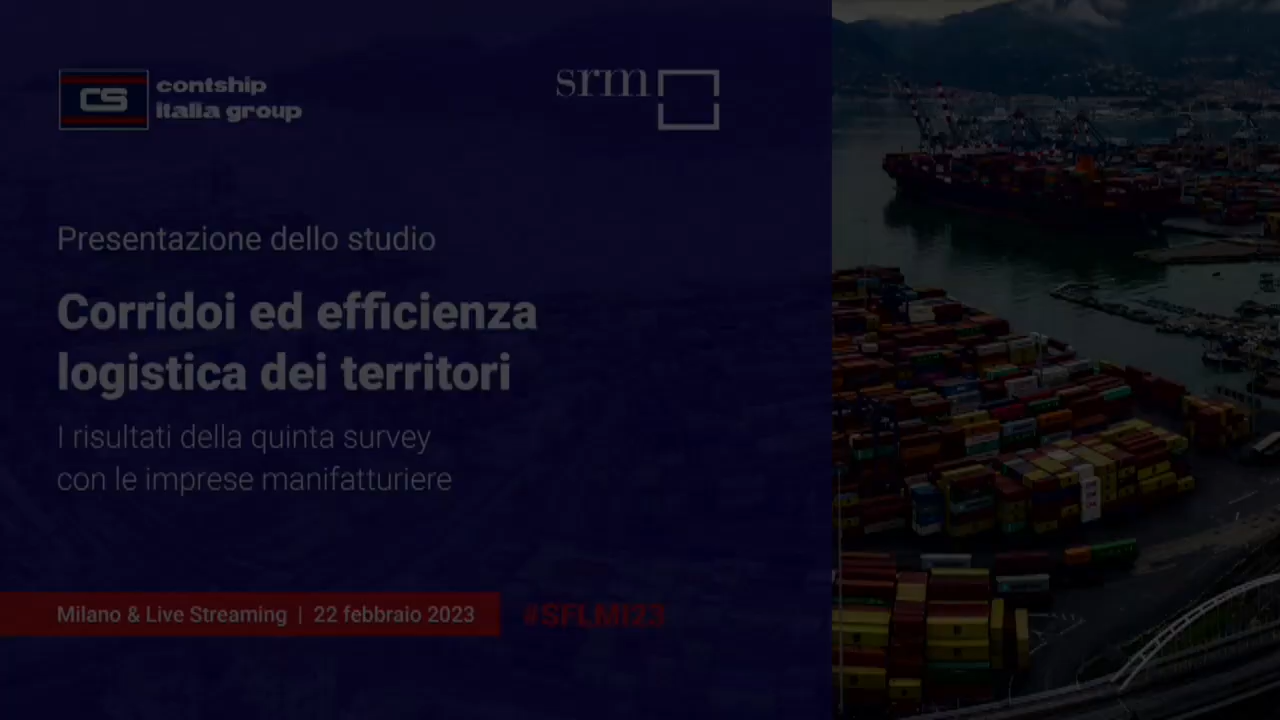 CS contship
italia group
srm
Presentazione dello studio
Corridoi ed efficienza
logistica dei territori
I risultati della quinta survey
con le imprese manifatturiere
Milano & Live Streaming | 22 febbraio 2023
#SFLMI23